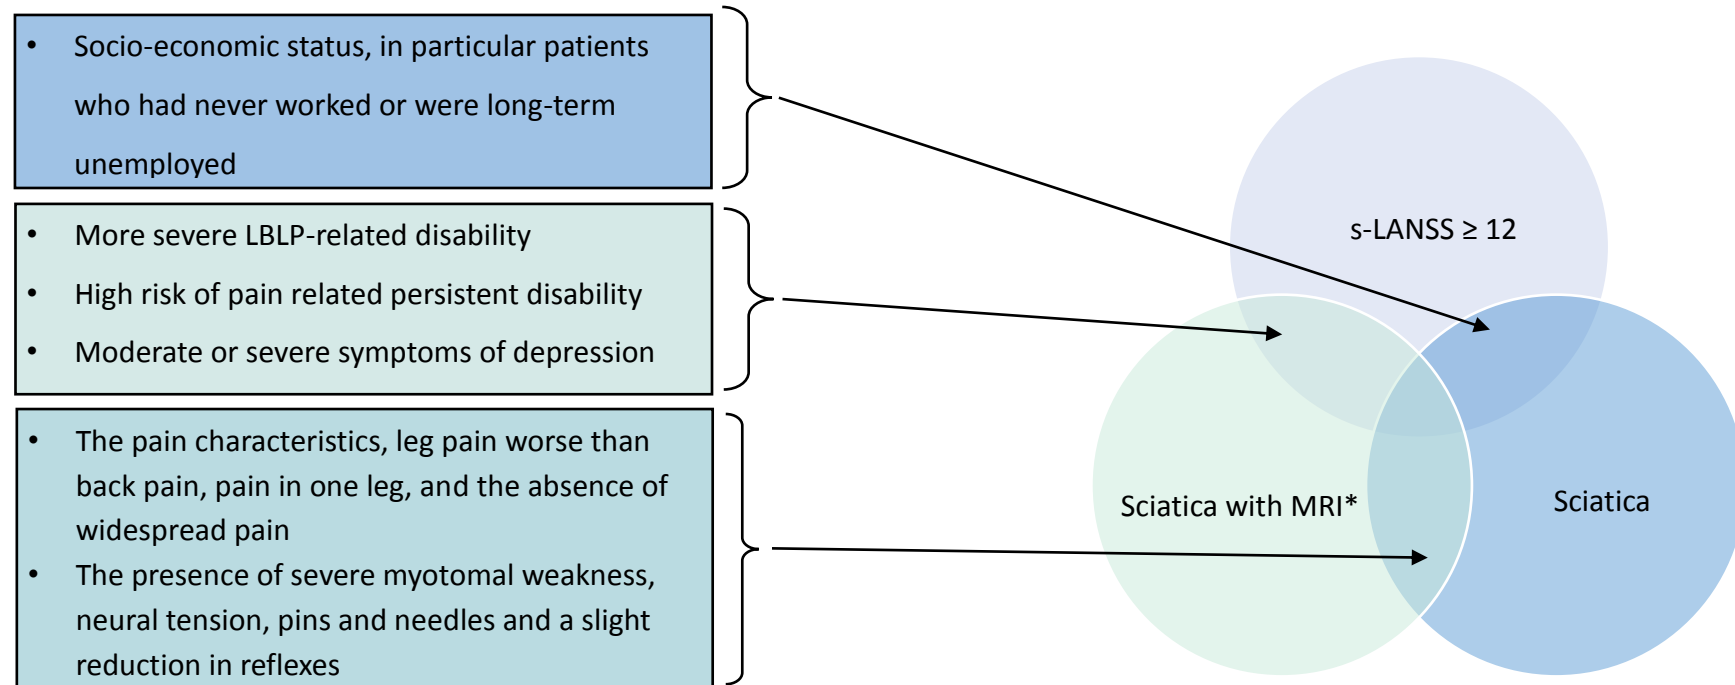 • Socio-economic status, in particular patients
who had never worked or were long-term
unemployed
• More severe LBLP-related disability
• High risk of pain related persistent disability
• Moderate or severe symptoms of depression
• The pain characteristics, leg pain worse than
back pain, pain in one leg, and the absence of
widespread pain
• The presence of severe myotomal weakness,
neural tension, pins and needles and a slight
reduction in reflexes
s-LANSS ≥ 12
Sciatica with MRI*
Sciatica